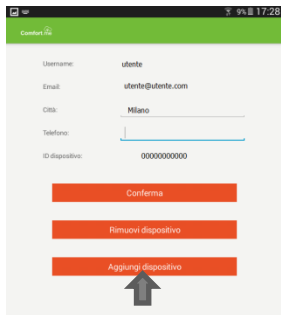 9% 17:28
Comfort
Username: utente
Email: utente@utente.com
Città: Milano
Telefono:
ID dispositivo: 00000000000
Conferma
Rimuovi dispositivo
Aggiungi dispositivo